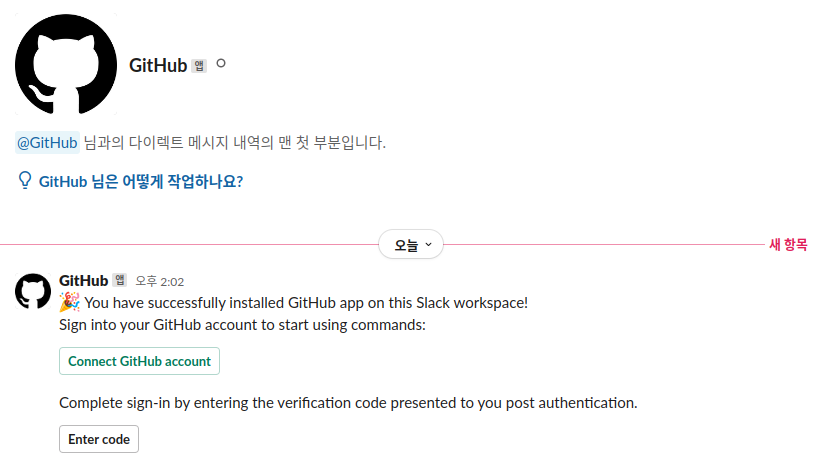 GitHub 앱
@GitHub 님과의 다이렉트 메시지 내역의 맨 첫 부분입니다.
GitHub 님은 어떻게 작업하나요?
오늘
새 항목
GitHub 앱 오후 2:02
🎉 You have successfully installed GitHub app on this Slack workspace!
Sign into your GitHub account to start using commands:
Connect GitHub account
Complete sign-in by entering the verification code presented to you post authentication.
Enter code